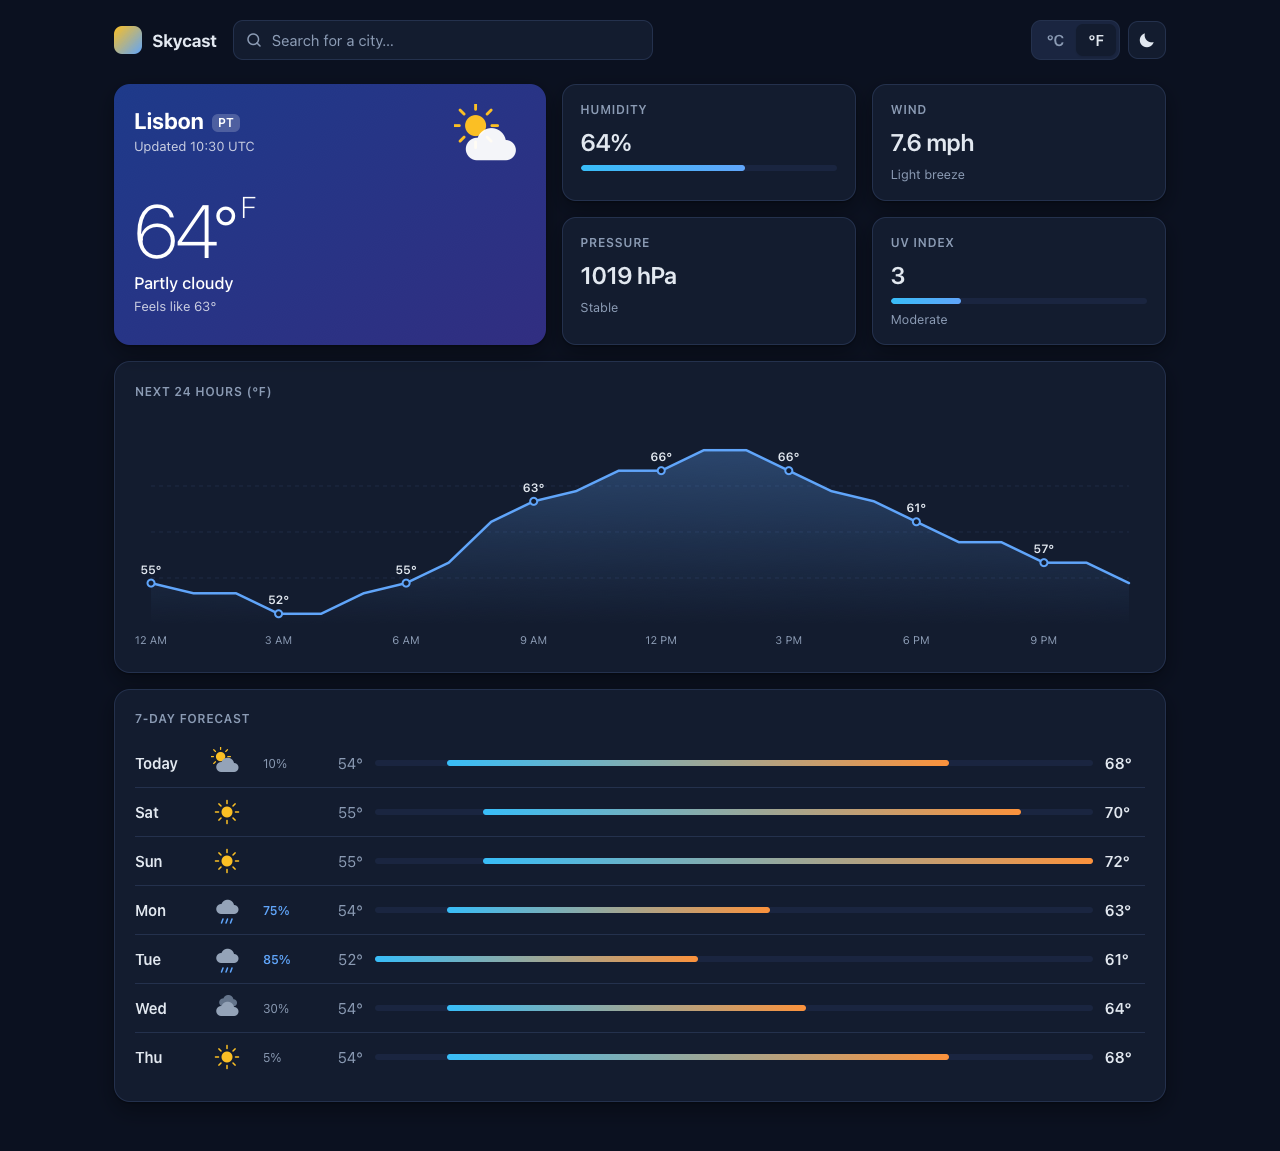 Skycast
Search for a city...
°C
°F
Lisbon PT
Updated 10:30 UTC
64°F
Partly cloudy
Feels like 63°
HUMIDITY
64%
WIND
7.6 mph
Light breeze
PRESSURE
1019 hPa
Stable
UV INDEX
3
Moderate
NEXT 24 HOURS (°F)
55° 52° 55° 63° 66° 66° 61° 57°
12 AM 3 AM 6 AM 9 AM 12 PM 3 PM 6 PM 9 PM
7-DAY FORECAST
Today 10% 54° 68°
Sat 55° 70°
Sun 55° 72°
Mon 75% 54° 63°
Tue 85% 52° 61°
Wed 30% 54° 64°
Thu 5% 54° 68°